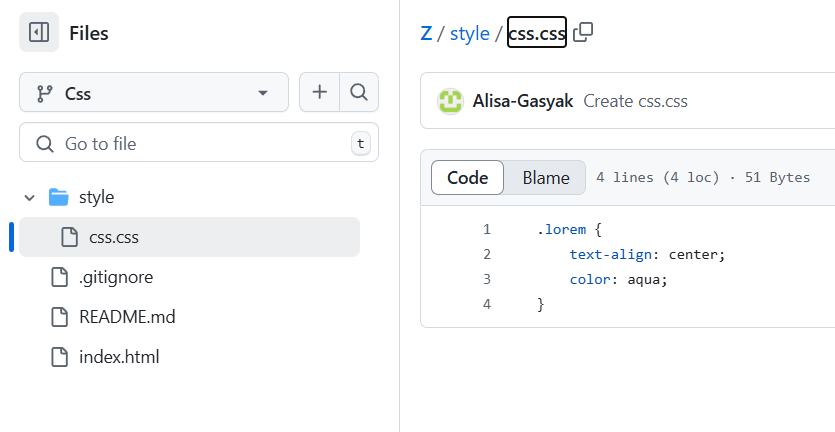 Files
Css
Go to file
t
style
css.css
.gitignore
README.md
index.html
Z / style / css.css
Alisa-Gasyak Create css.css
Code Blame 4 lines (4 loc) · 51 Bytes
1 .lorem {
2     text-align: center;
3     color: aqua;
4 }